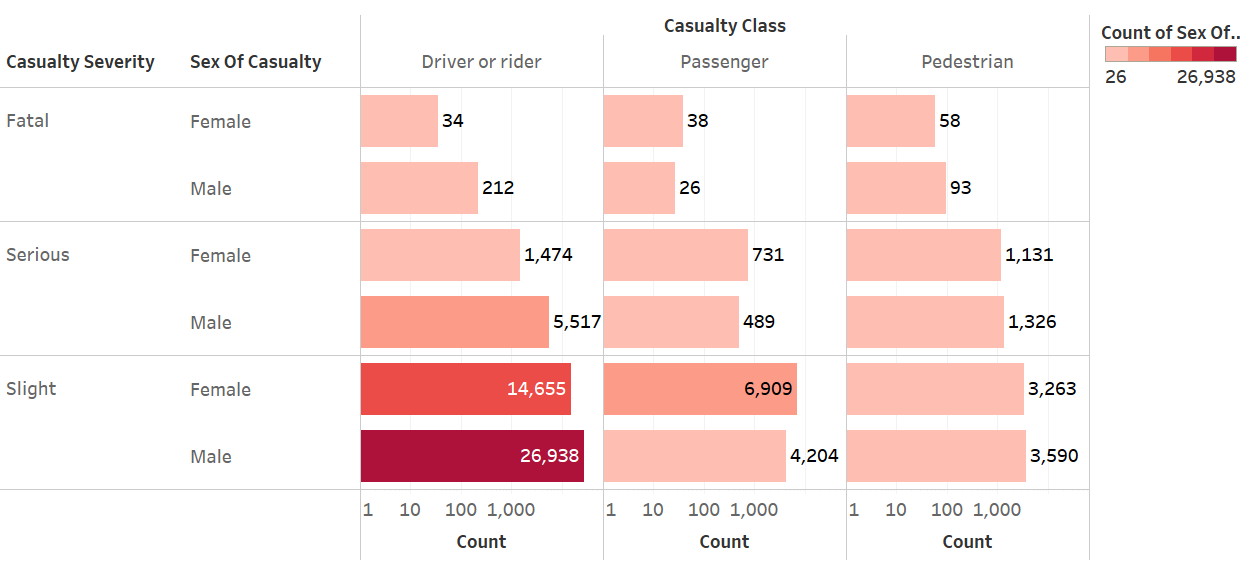 Casualty Class
Count of Sex Of..
Casualty Severity Sex Of Casualty Driver or rider Passenger Pedestrian
26 26,938
Fatal Female 34 38 58
Male 212 26 93
Serious Female 1,474 731 1,131
Male 5,517 489 1,326
Slight Female 14,655 6,909 3,263
Male 26,938 4,204 3,590
1 10 100 1,000 1 10 100 1,000 1 10 100 1,000
Count Count Count